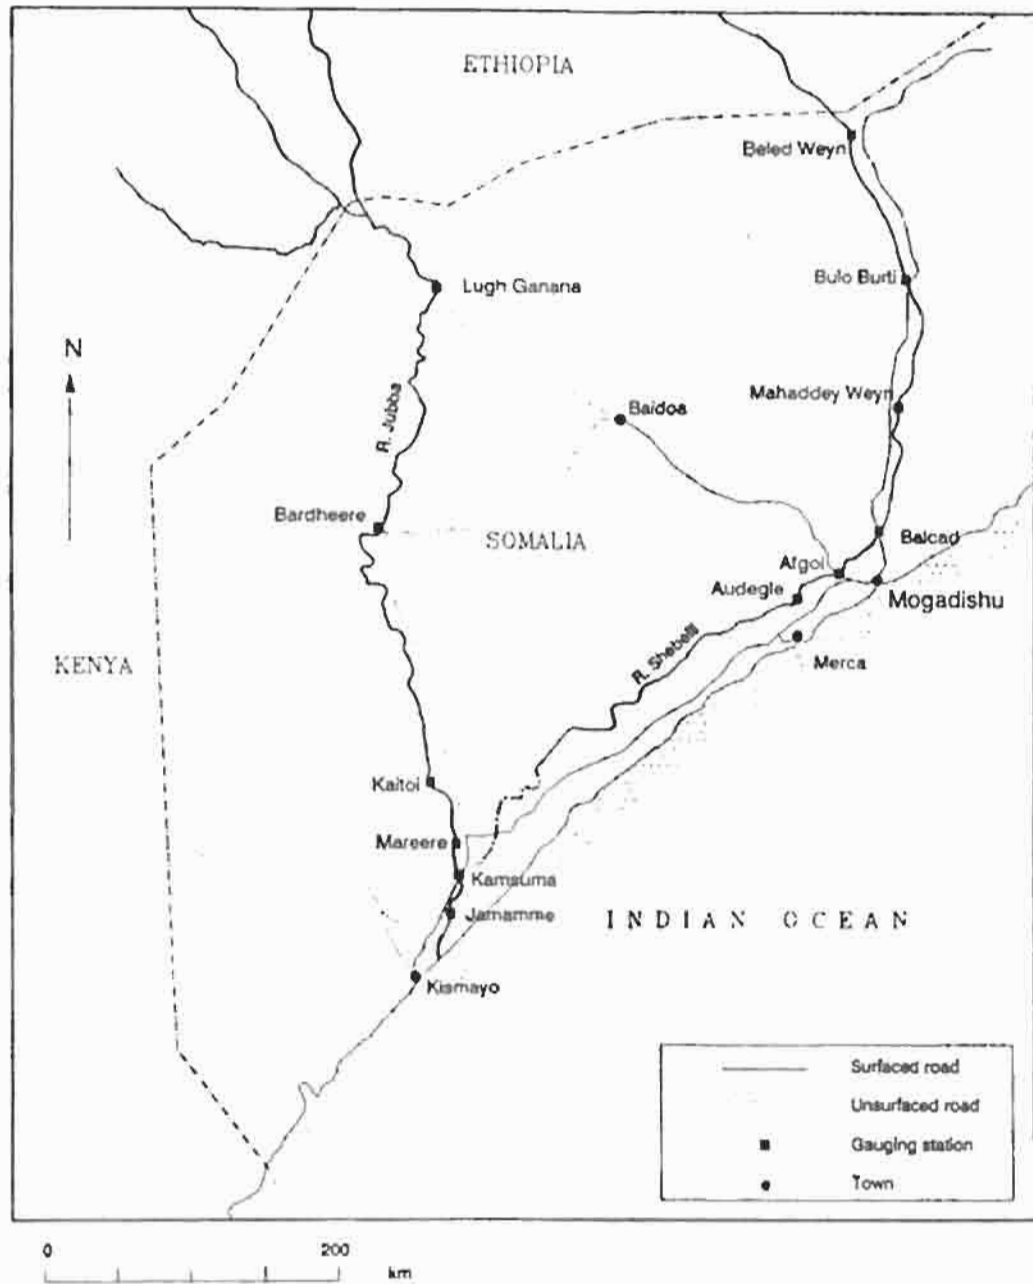 ETHIOPIA
Beled Weyn
Bulo Burti
Lugh Ganana
N
R. Jubba
Mahaddey Weyn
Baidoa
Bardheere
SOMALIA
Balcad
Afgoi
Audegle
Mogadishu
KENYA
R. Shebelli
Merca
Kaitoi
Mareere
Kamsuma
Jamamme
INDIAN OCEAN
Kismayo
Surfaced road
Unsurfaced road
Gauging station
Town
0 200
km